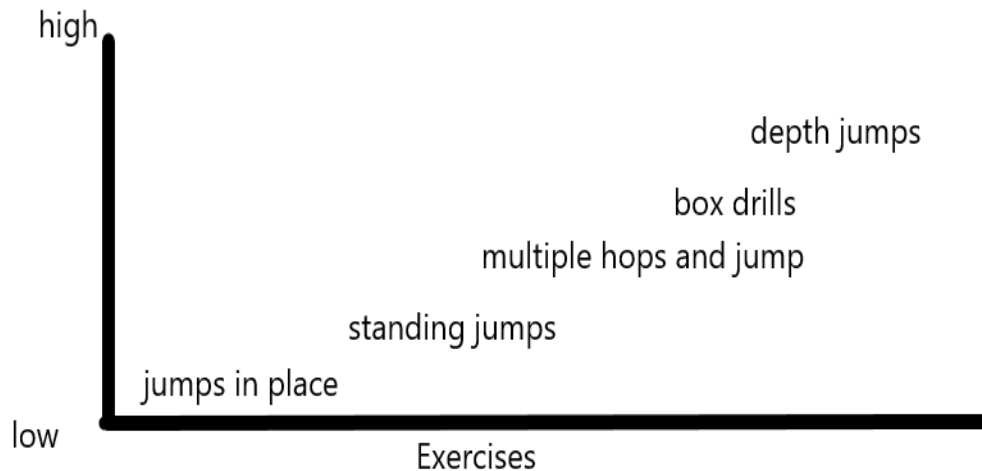 high
depth jumps
box drills
multiple hops and jump
standing jumps
jumps in place
low
Exercises